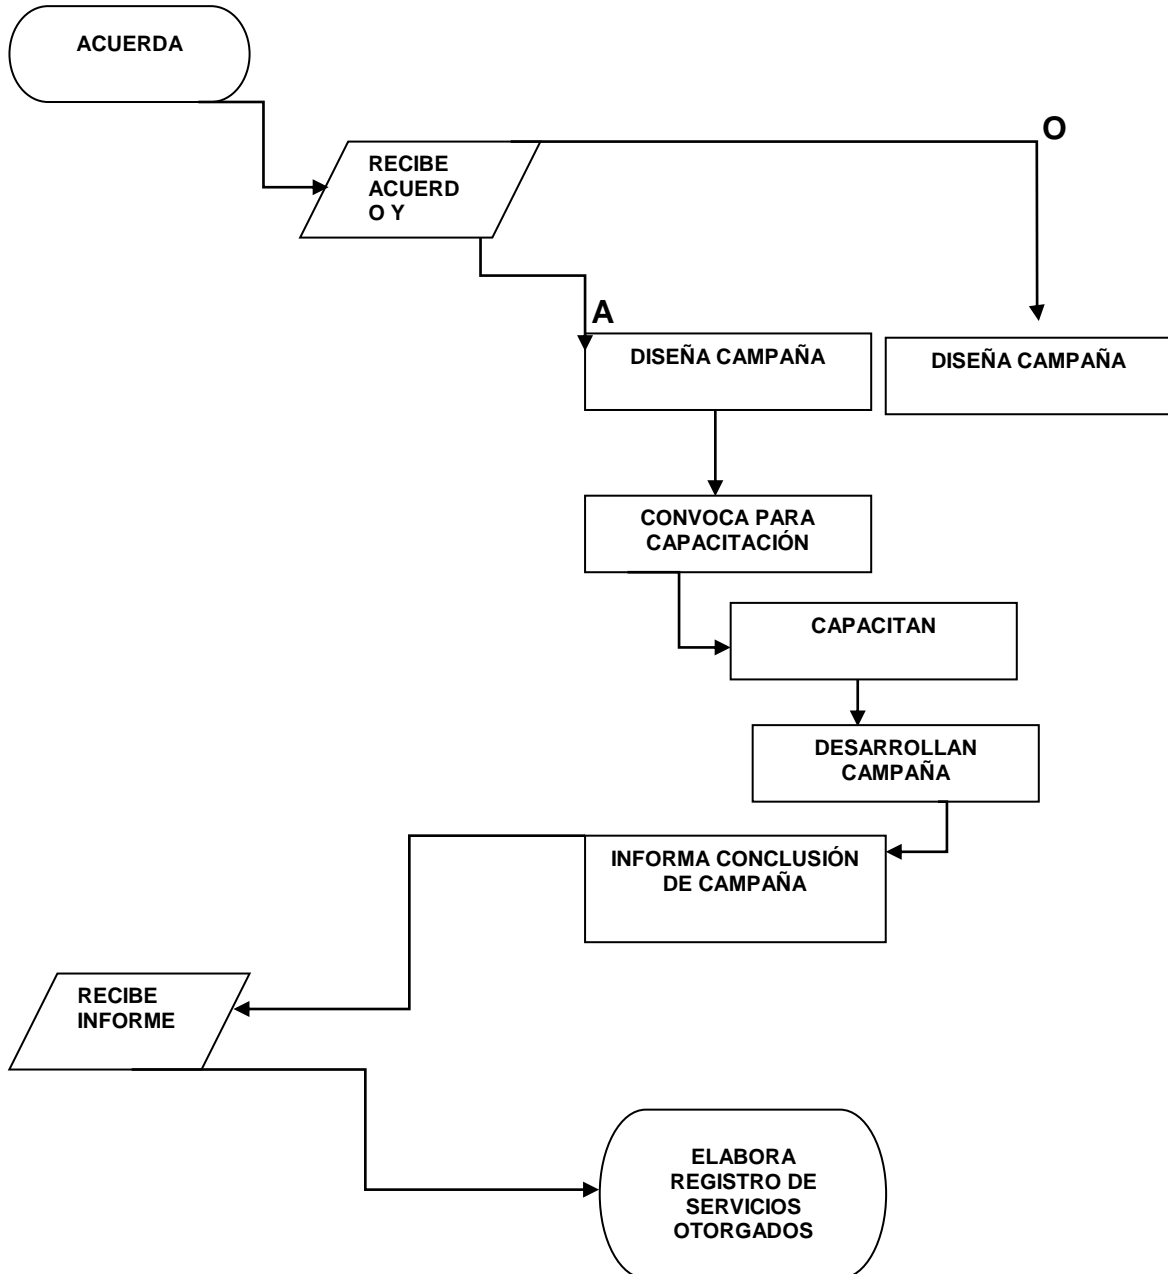 ACUERDA
O
RECIBE
ACUERD
O Y
A
DISEÑA CAMPAÑA
DISEÑA CAMPAÑA
CONVOCA PARA
CAPACITACIÓN
CAPACITAN
DESARROLLAN
CAMPAÑA
INFORMA CONCLUSIÓN
DE CAMPAÑA
RECIBE
INFORME
ELABORA
REGISTRO DE
SERVICIOS
OTORGADOS